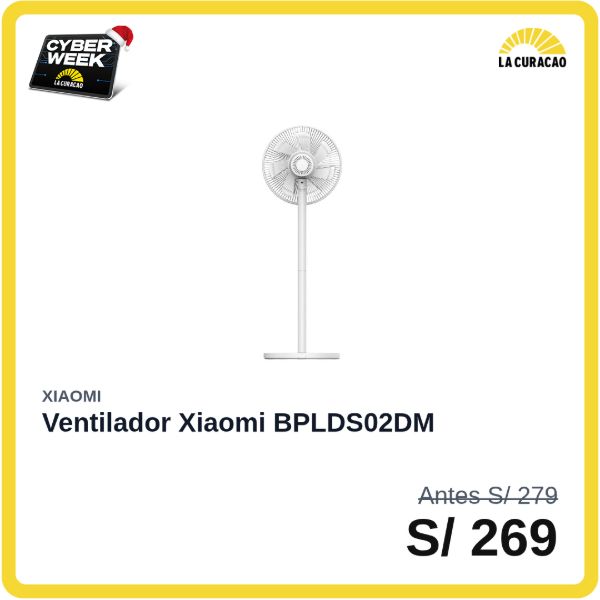 CYBER
WEEK
LA CURACAO
LA CURACAO
XIAOMI
Ventilador Xiaomi BPLDS02DM
Antes S/ 279
S/ 269